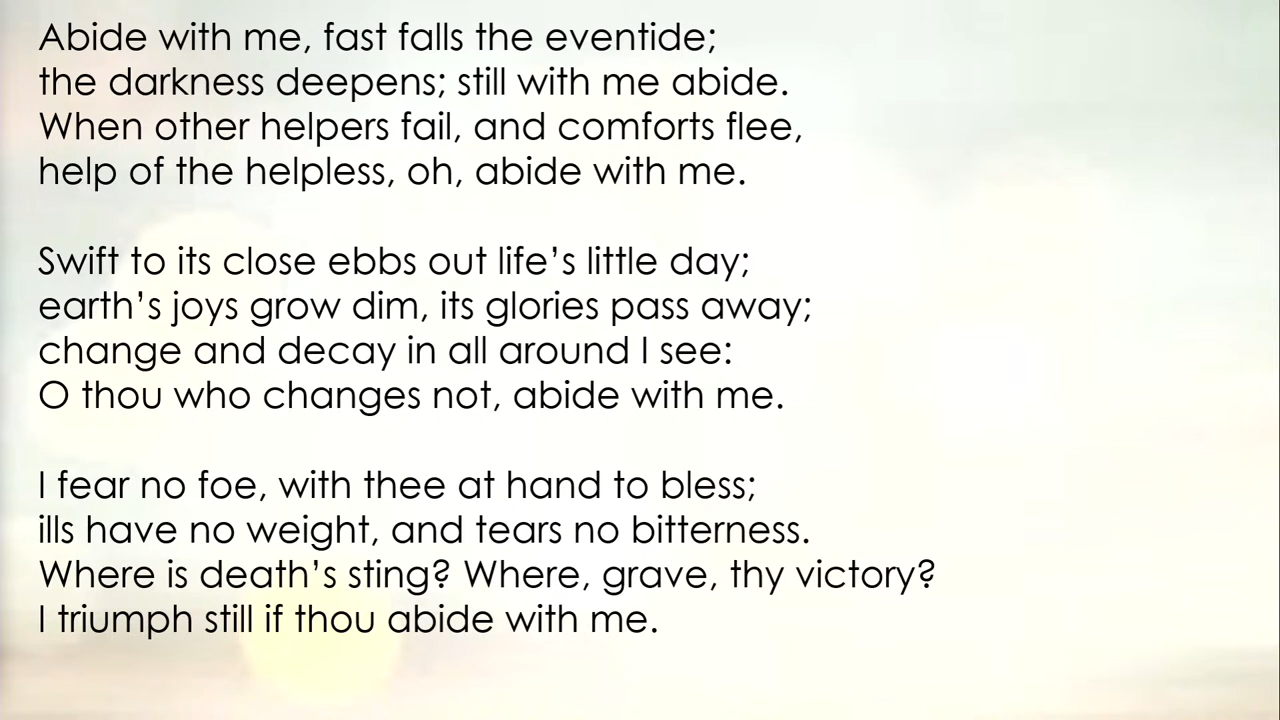 Abide with me, fast falls the eventide;
the darkness deepens; still with me abide.
When other helpers fail, and comforts flee,
help of the helpless, oh, abide with me.
Swift to its close ebbs out life’s little day;
earth’s joys grow dim, its glories pass away;
change and decay in all around I see:
O thou who changes not, abide with me.
I fear no foe, with thee at hand to bless;
ills have no weight, and tears no bitterness.
Where is death’s sting? Where, grave, thy victory?
I triumph still if thou abide with me.